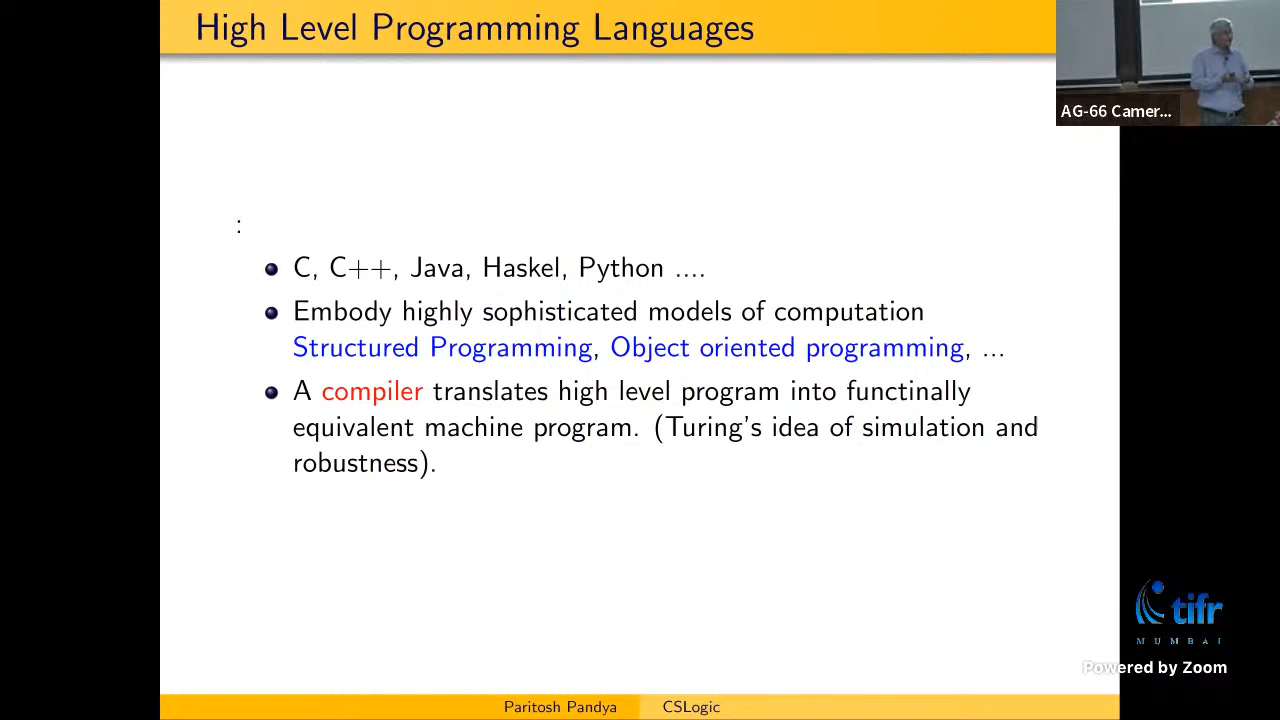 High Level Programming Languages
AG-66 Camer...
:
C, C++, Java, Haskel, Python ....
Embody highly sophisticated models of computation
Structured Programming, Object oriented programming, ...
A compiler translates high level program into functinally
equivalent machine program. (Turing's idea of simulation and
robustness).
tifr
MUMBAI
Powered by Zoom
Paritosh Pandya CSLogic